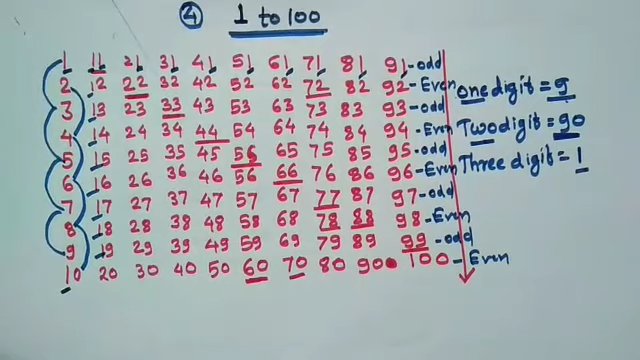 ④ 1 to 100
1 11 21 31 41 51 61 71 81 91-odd
2 12 22 32 42 52 62 72 82 92-Even
3 13 23 33 43 53 63 73 83 93-odd
4 14 24 34 44 54 64 74 84 94-Even
5 15 25 35 45 55 65 75 85 95-odd
6 16 26 36 46 56 66 76 86 96-Even
7 17 27 37 47 57 67 77 87 97-odd
8 18 28 38 48 58 68 78 88 98-Even
9 19 29 39 49 59 69 79 89 99-odd
10 20 30 40 50 60 70 80 90 100-Even
one digit = 9
Two digit = 90
Three digit = 1